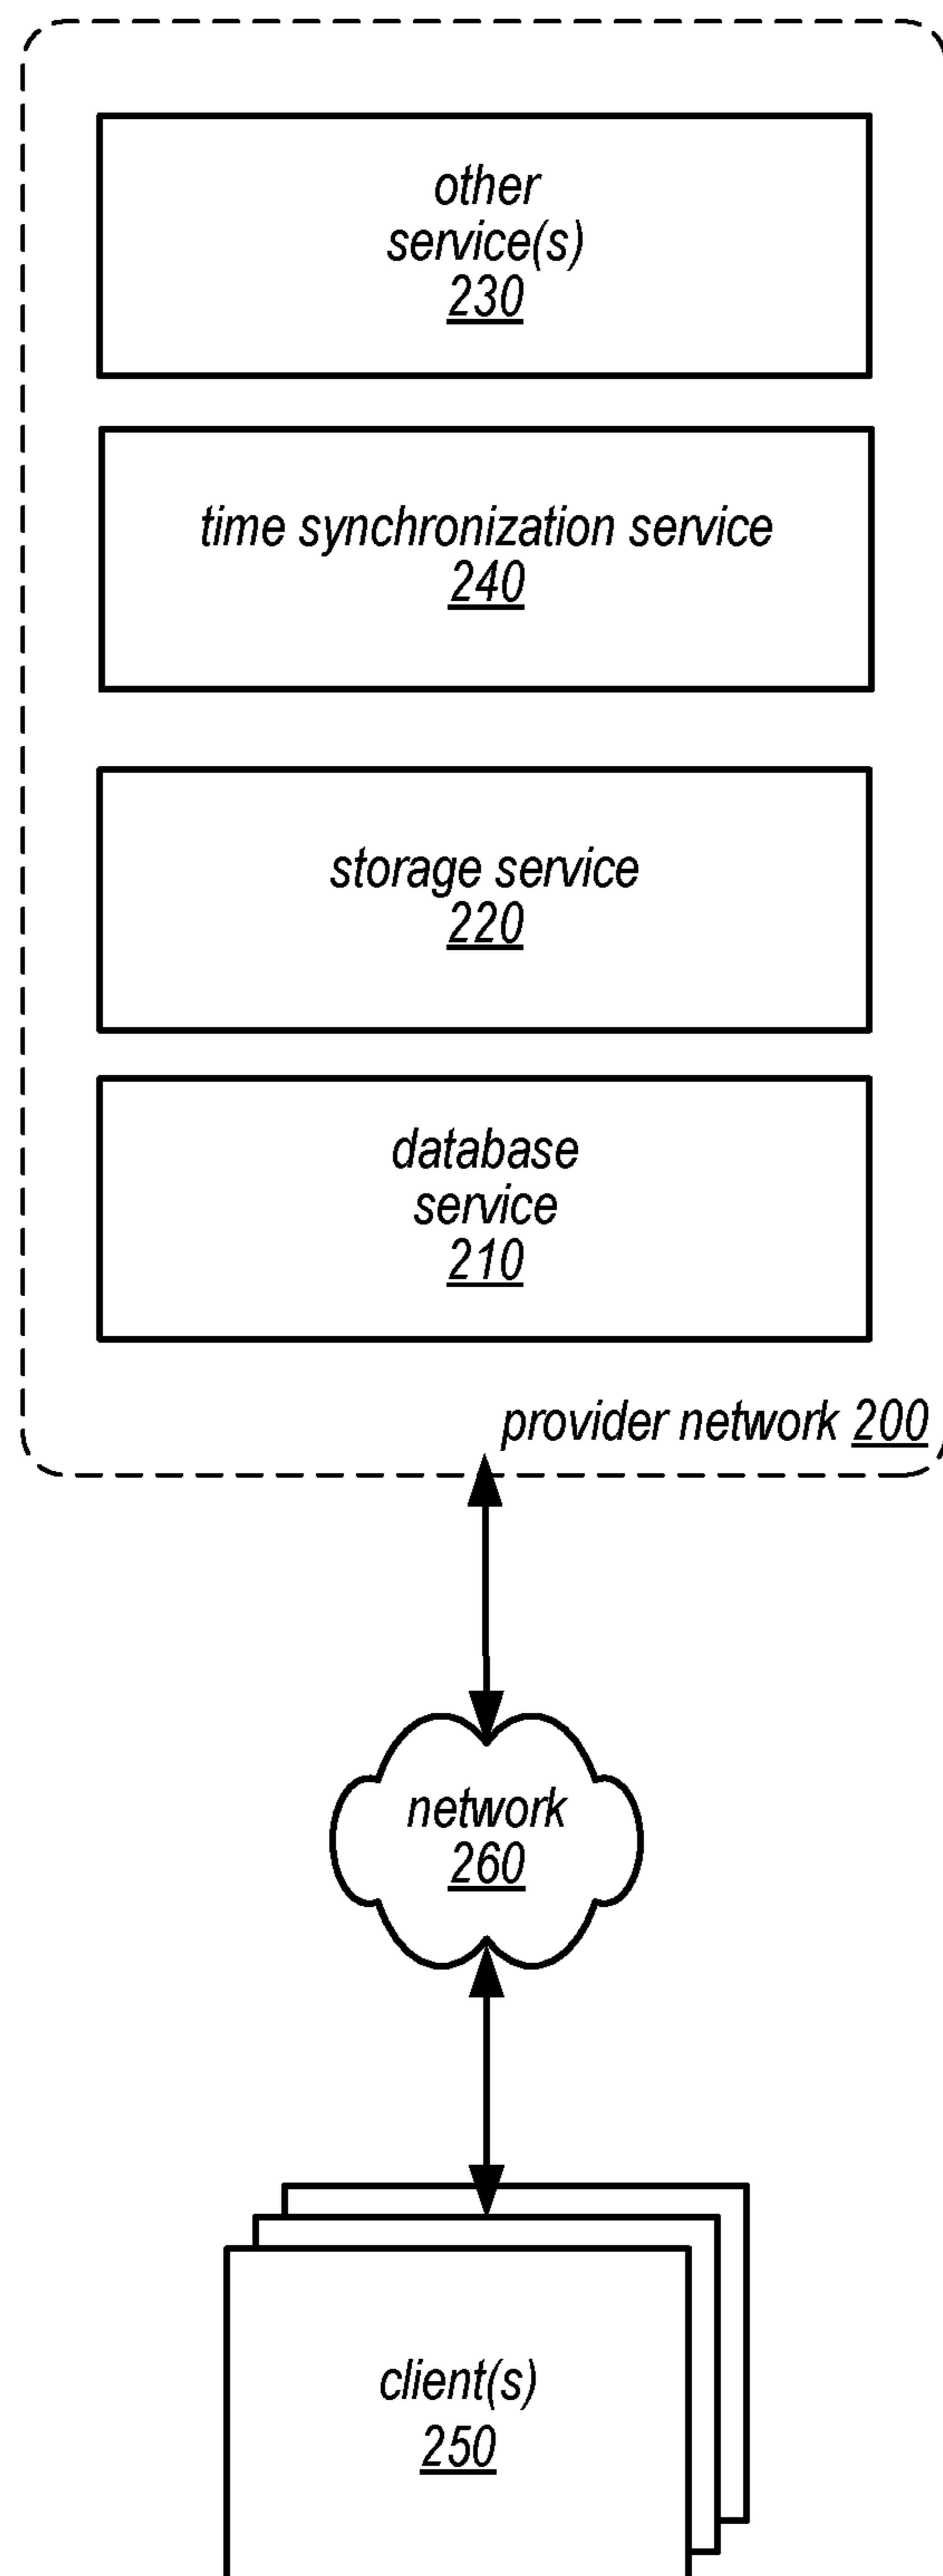 other
service(s)
230
time synchronization service
240
storage service
220
database
service
210
provider network 200
network
260
client(s)
250